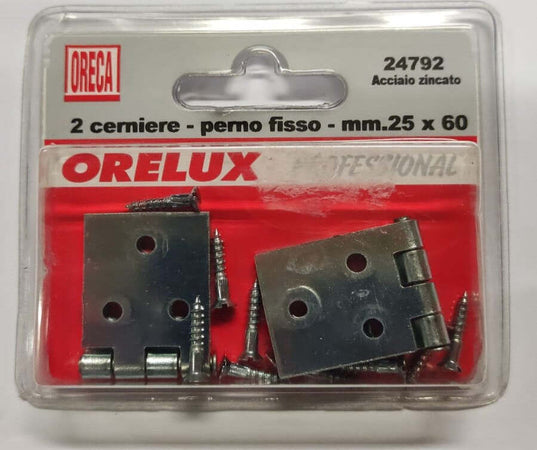 ORECA
24792
Acciaio zincato
2 cerniere - perno fisso - mm.25 x 60
ORELUX PROFESSIONAL